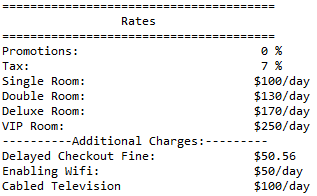 =======================================
Rates
=======================================
Promotions: 0 %
Tax: 7 %
Single Room: $100/day
Double Room: $130/day
Deluxe Room: $170/day
VIP Room: $250/day
----------Additional Charges:---------
Delayed Checkout Fine: $50.56
Enabling Wifi: $50/day
Cabled Television $100/day